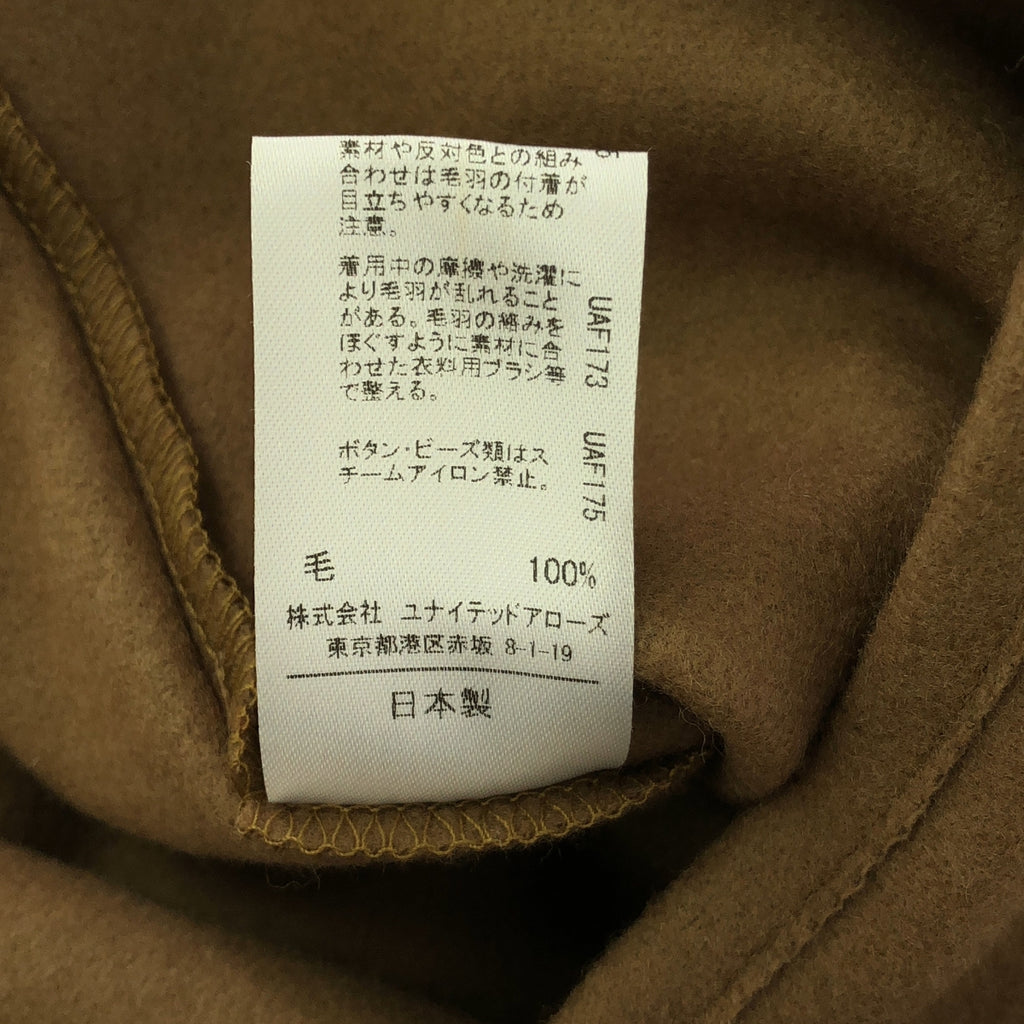 素材や反対色との組み
合わせは毛羽の付着が
目立ちやすくなるため
注意。
着用中の摩擦や洗濯に
より毛羽が乱れること
がある。毛羽の絡みを
ほぐすように素材に合
わせた衣料用ブラシ等
で整える。
ボタン・ビーズ類はス
チームアイロン禁止。
UAF173
UAF175
毛 100%
株式会社 ユナイテッドアローズ
東京都港区赤坂 8-1-19
日本製